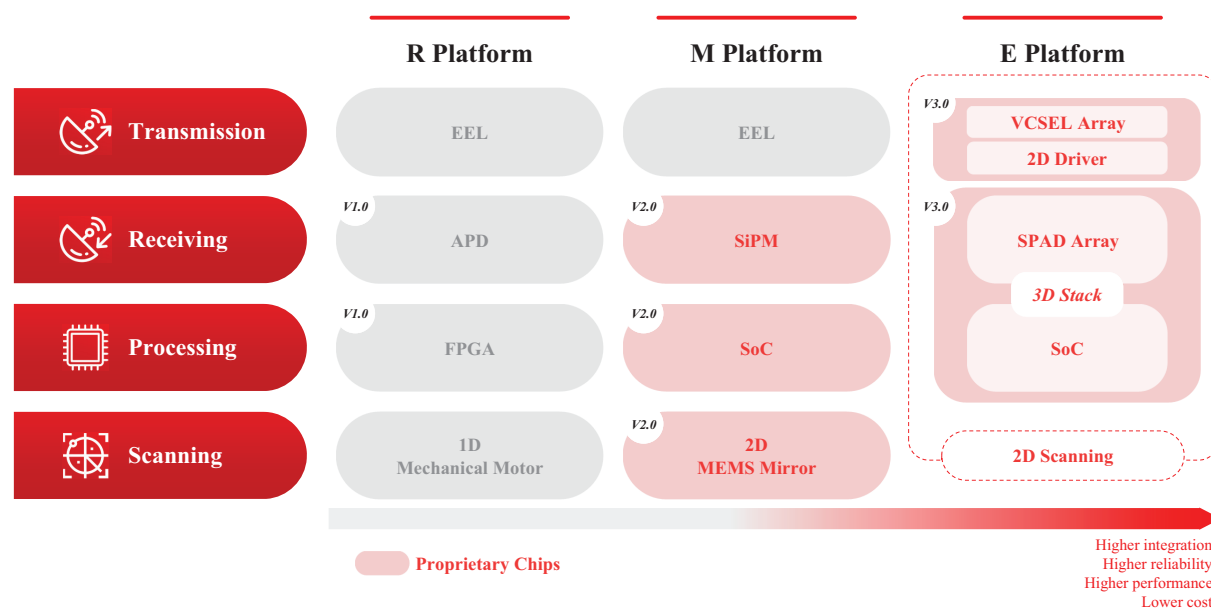 R Platform
M Platform
E Platform
Transmission
EEL
EEL
V3.0
VCSEL Array
2D Driver
Receiving
V1.0
APD
V2.0
SiPM
V3.0
SPAD Array
3D Stack
Processing
V1.0
FPGA
V2.0
SoC
SoC
Scanning
1D
Mechanical Motor
V2.0
2D
MEMS Mirror
2D Scanning
Proprietary Chips
Higher integration
Higher reliability
Higher performance
Lower cost